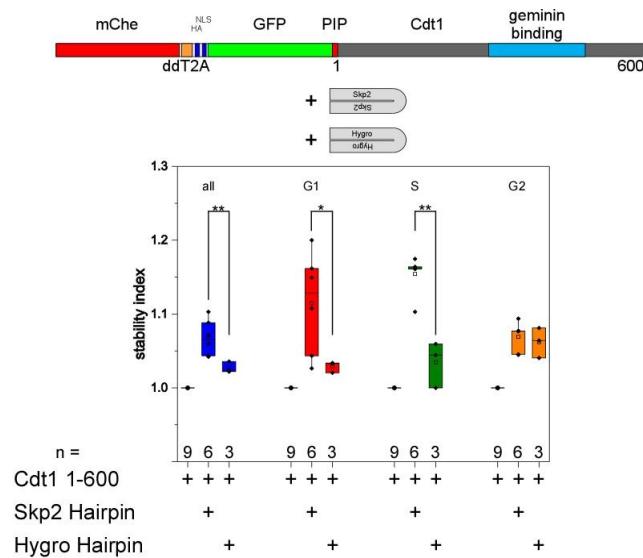 NLS
HA
mChe GFP PIP Cdt1 geminin
binding
ddT2A 1 600
+ Skp2
Skp2
+ Hygro
Hygro
1.3
all G1 S G2
** * **
1.2
1.1
1.0
stability index
n = 9 6 3 9 6 3 9 6 3 9 6 3
Cdt1 1-600 + + + + + + + + + + + +
Skp2 Hairpin + + + +
Hygro Hairpin + + + +